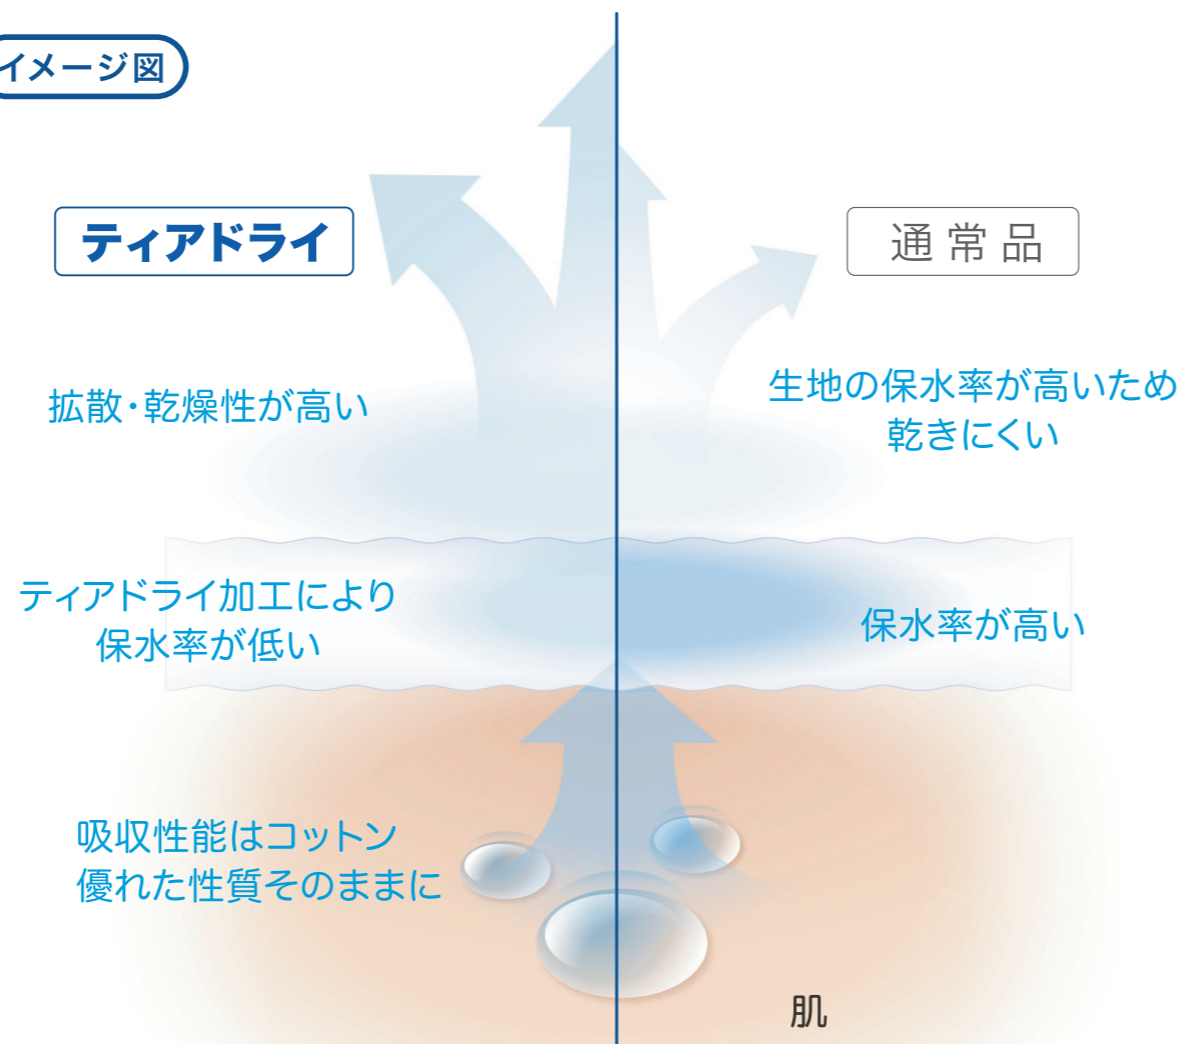 イメージ図
ティアドライ
通常品
拡散・乾燥性が高い
生地の保水率が高いため
乾きにくい
ティアドライ加工により
保水率が低い
保水率が高い
吸収性能はコットン
優れた性質そのままに
肌